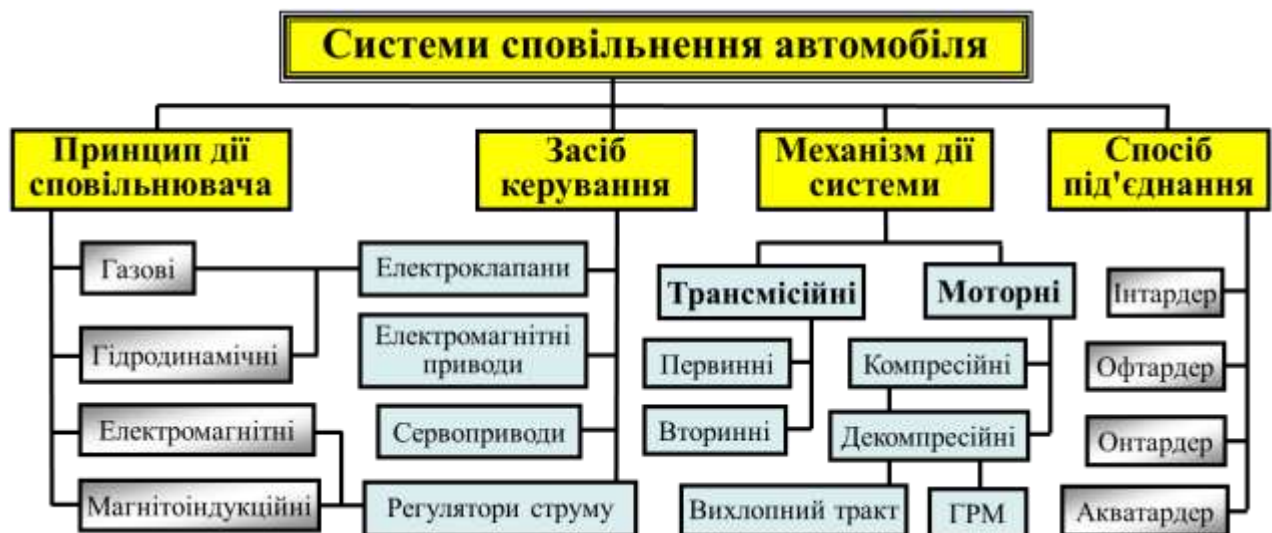 Системи сповільнення автомобіля
Принцип дії
сповільнювача
Засіб
керування
Механізм дії
системи
Спосіб
під'єднання
Газові
Гідродинамічні
Електромагнітні
Магнітоіндукційні
Електроклапани
Електромагнітні
приводи
Сервоприводи
Регулятори струму
Трансмісійні
Моторні
Первинні
Вторинні
Компресійні
Декомпресійні
Вихлопний тракт
ГРМ
Інтардер
Офтардер
Онтардер
Акватардер